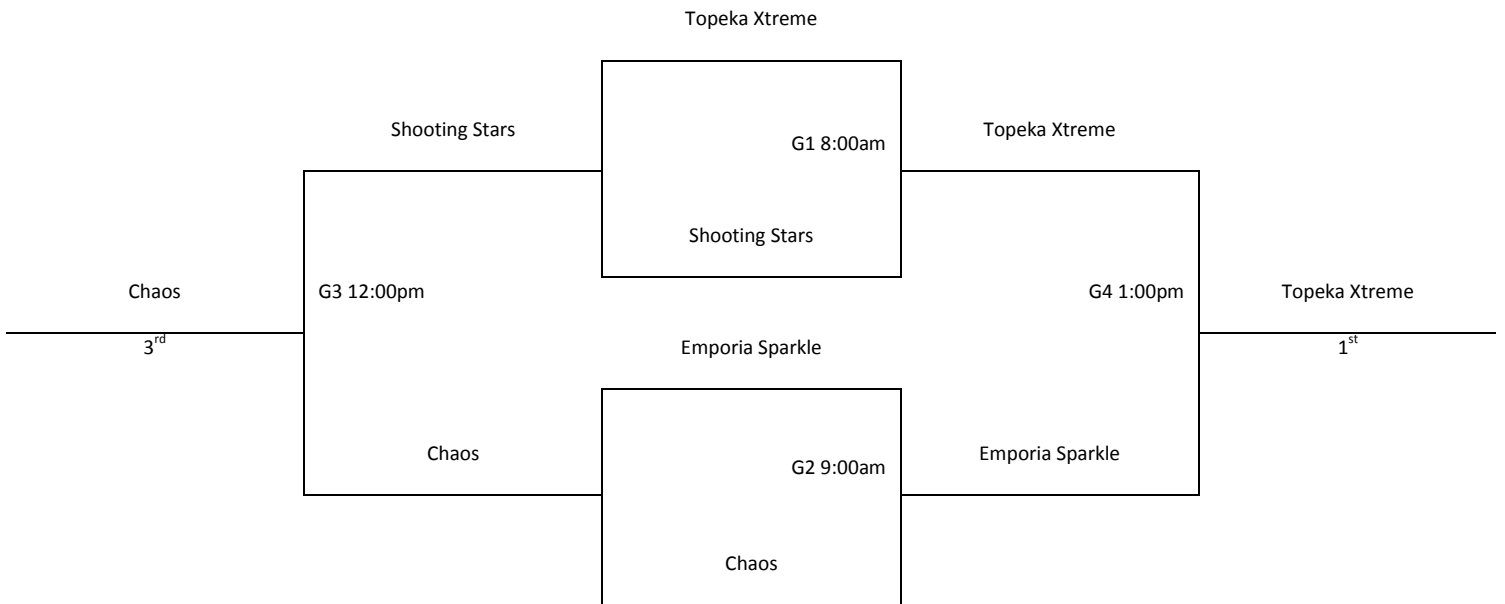 Topeka Xtreme
Shooting Stars
G1 8:00am
Topeka Xtreme
Shooting Stars
Chaos
G3 12:00pm
G4 1:00pm
Topeka Xtreme
3rd
Emporia Sparkle
1st
Chaos
G2 9:00am
Emporia Sparkle
Chaos